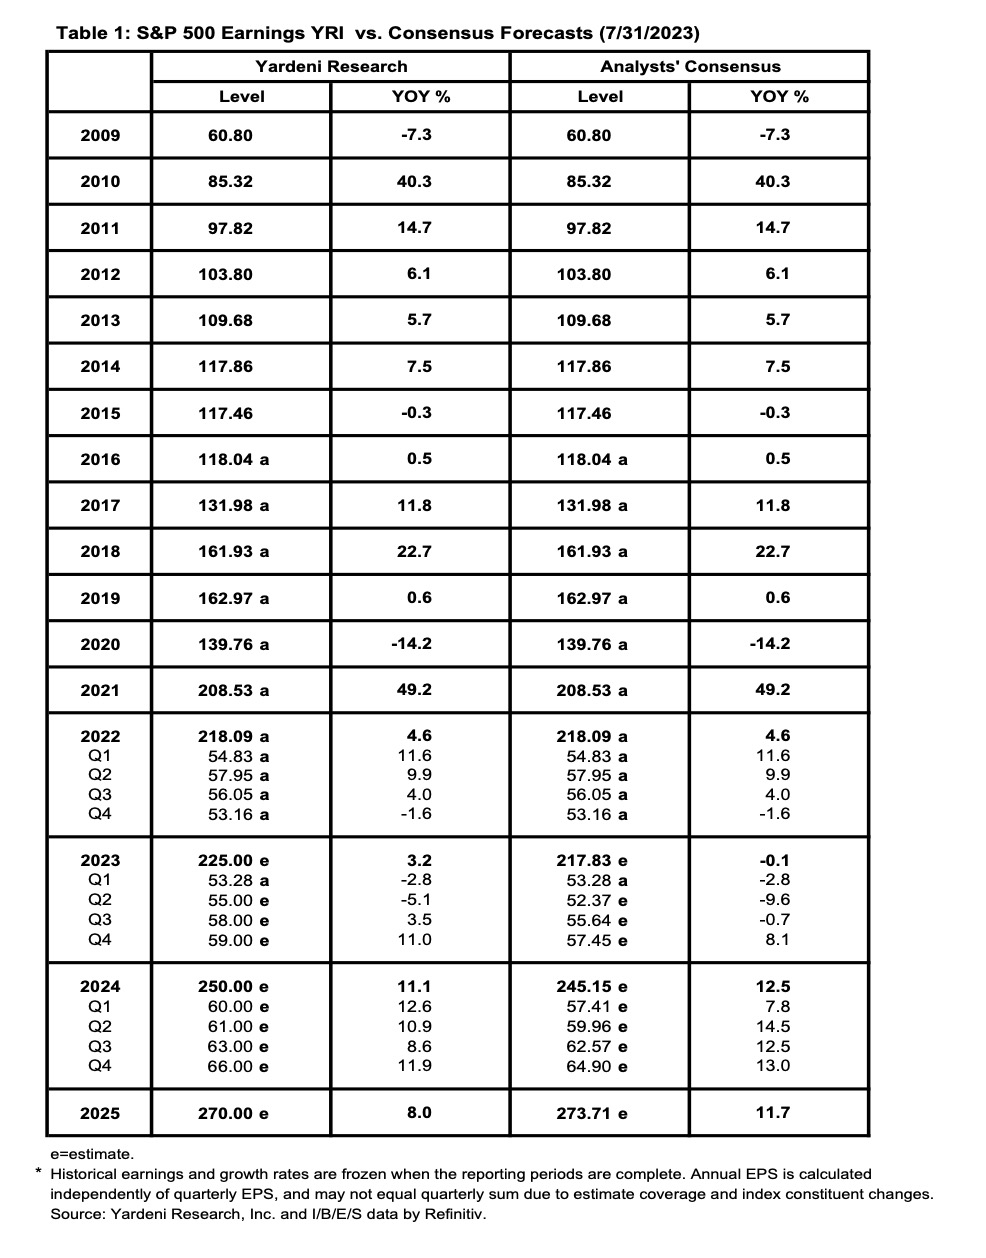 Table 1: S&P 500 Earnings YRI vs. Consensus Forecasts (7/31/2023)
Yardeni Research Analysts' Consensus
Level YOY % Level YOY %
2009 60.80 -7.3 60.80 -7.3
2010 85.32 40.3 85.32 40.3
2011 97.82 14.7 97.82 14.7
2012 103.80 6.1 103.80 6.1
2013 109.68 5.7 109.68 5.7
2014 117.86 7.5 117.86 7.5
2015 117.46 -0.3 117.46 -0.3
2016 118.04 a 0.5 118.04 a 0.5
2017 131.98 a 11.8 131.98 a 11.8
2018 161.93 a 22.7 161.93 a 22.7
2019 162.97 a 0.6 162.97 a 0.6
2020 139.76 a -14.2 139.76 a -14.2
2021 208.53 a 49.2 208.53 a 49.2
2022 218.09 a 4.6 218.09 a 4.6
Q1 54.83 a 11.6 54.83 a 11.6
Q2 57.95 a 9.9 57.95 a 9.9
Q3 56.05 a 4.0 56.05 a 4.0
Q4 53.16 a -1.6 53.16 a -1.6
2023 225.00 e 3.2 217.83 e -0.1
Q1 53.28 a -2.8 53.28 a -2.8
Q2 55.00 e -5.1 52.37 e -9.6
Q3 58.00 e 3.5 55.64 e -0.7
Q4 59.00 e 11.0 57.45 e 8.1
2024 250.00 e 11.1 245.15 e 12.5
Q1 60.00 e 12.6 57.41 e 7.8
Q2 61.00 e 10.9 59.96 e 14.5
Q3 63.00 e 8.6 62.57 e 12.5
Q4 66.00 e 11.9 64.90 e 13.0
2025 270.00 e 8.0 273.71 e 11.7
e=estimate.
* Historical earnings and growth rates are frozen when the reporting periods are complete. Annual EPS is calculated
independently of quarterly EPS, and may not equal quarterly sum due to estimate coverage and index constituent changes.
Source: Yardeni Research, Inc. and I/B/E/S data by Refinitiv.